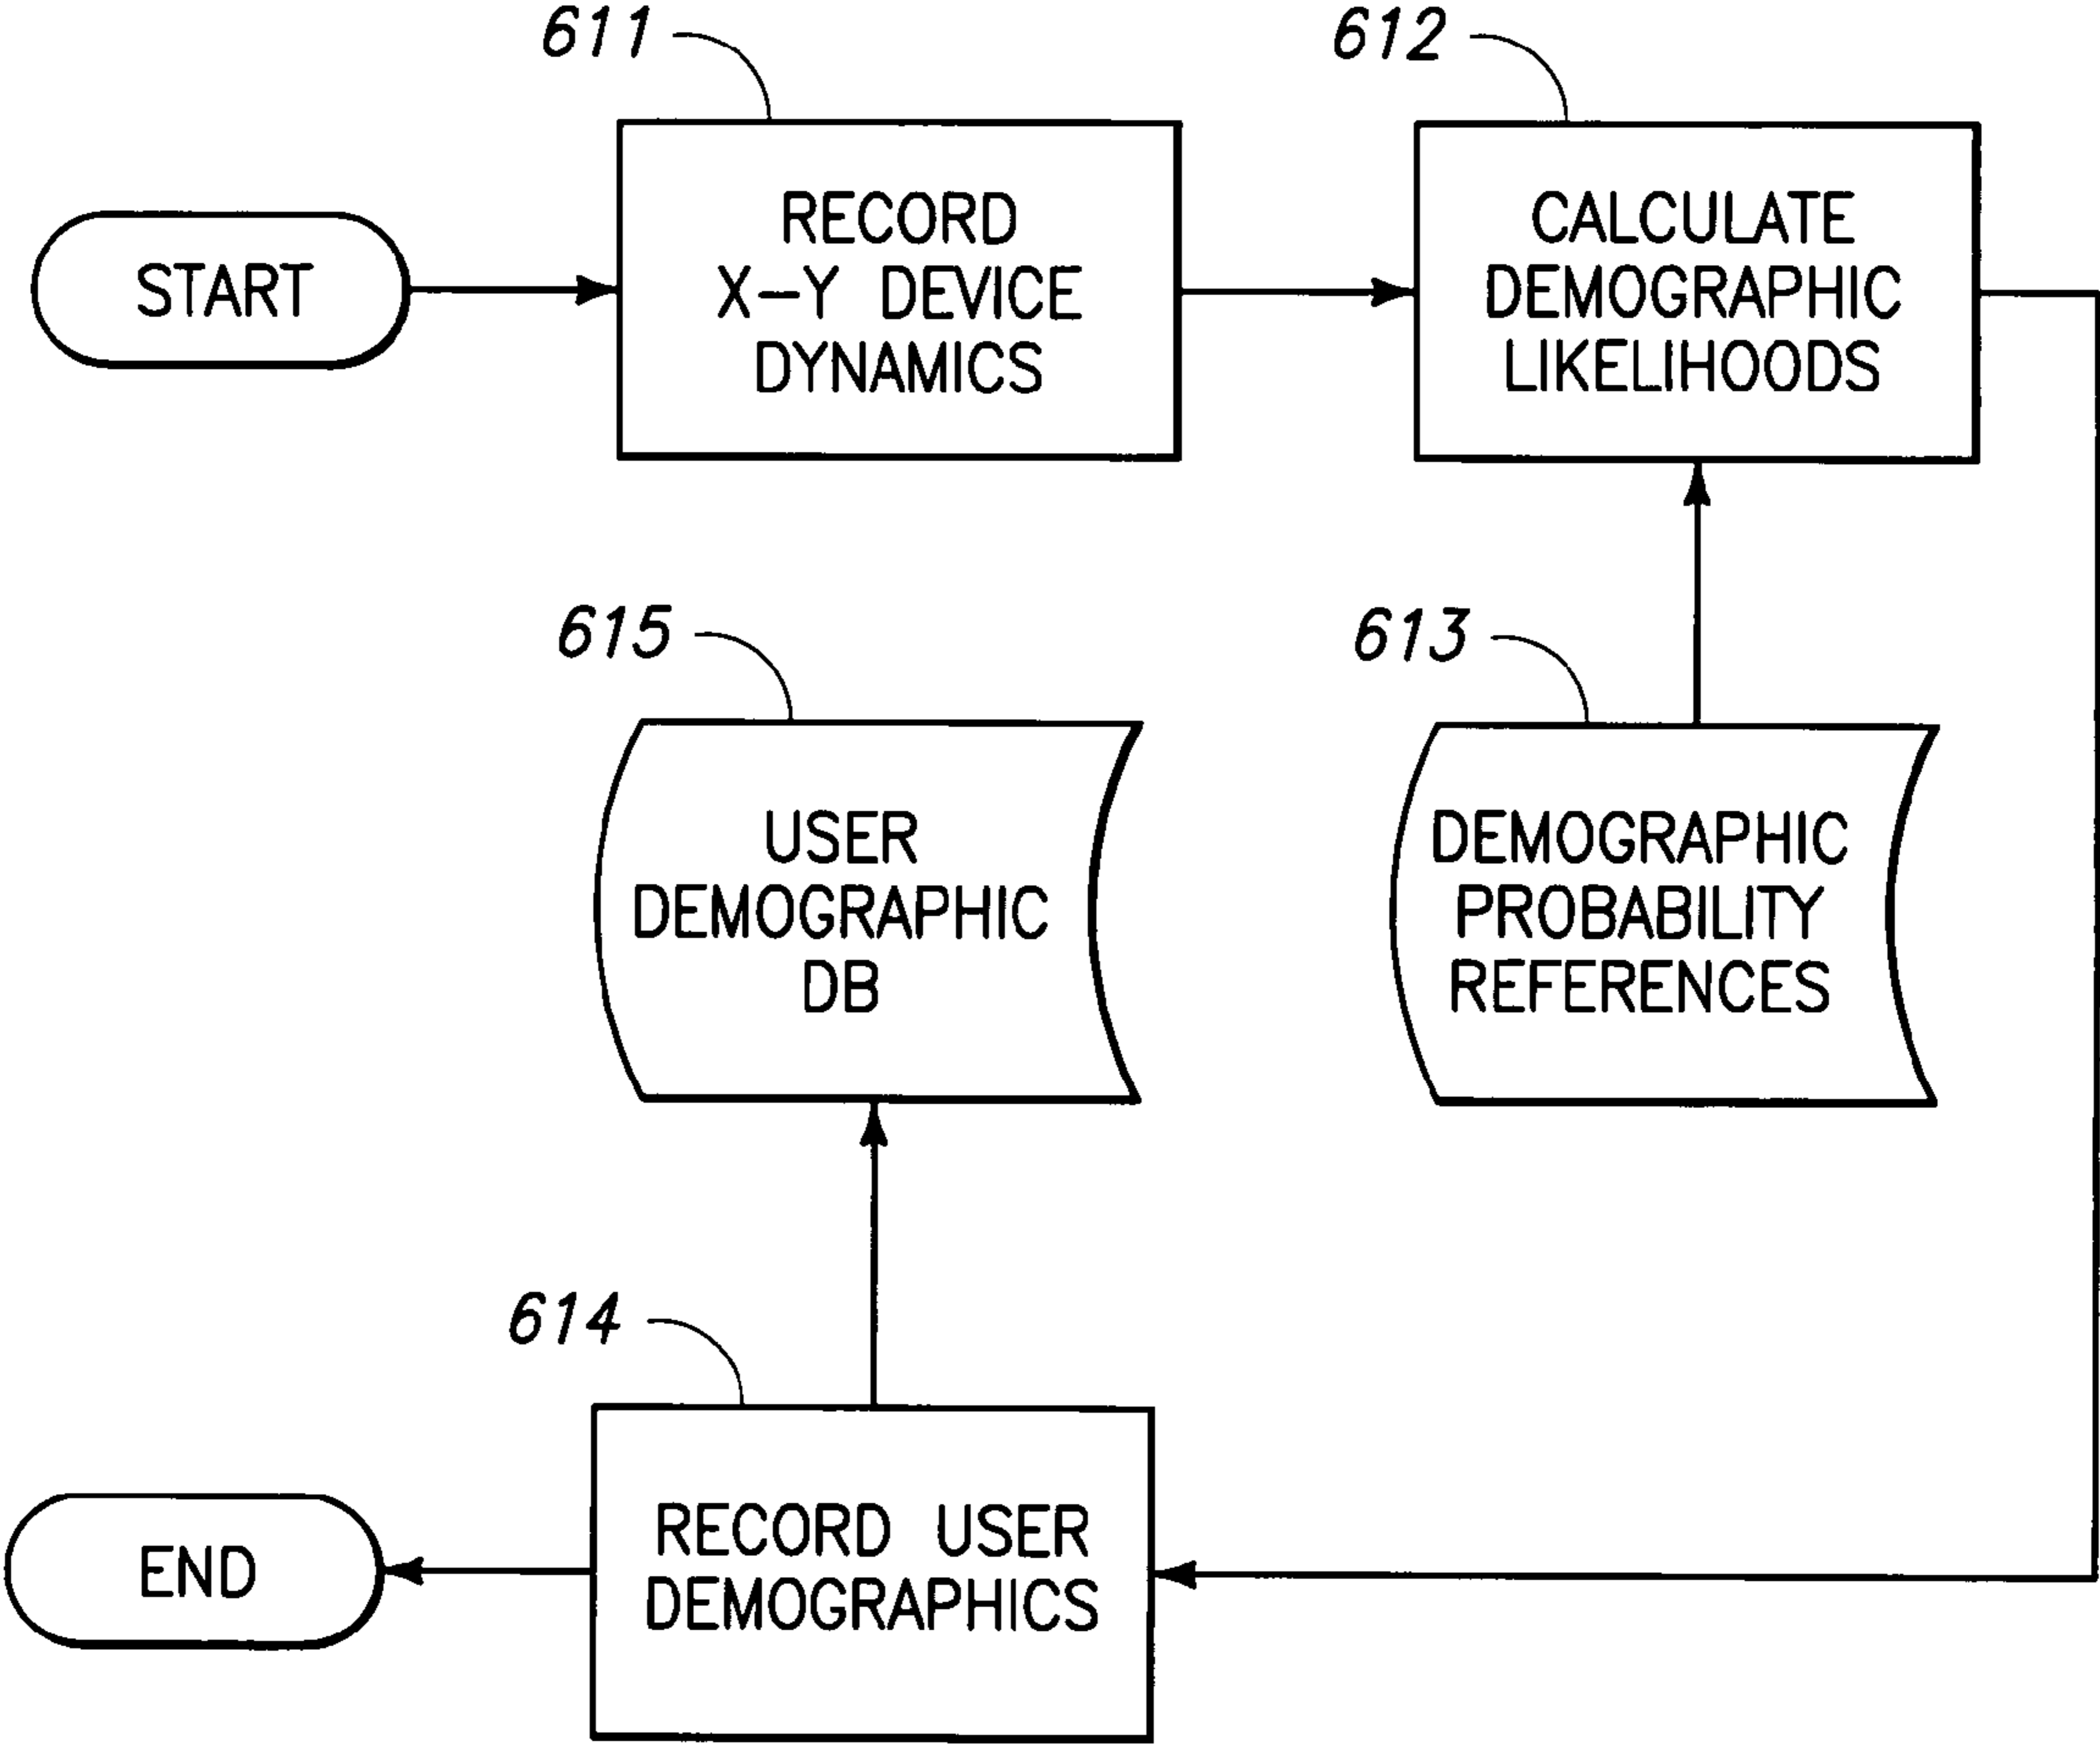 611
612
START
RECORD
X-Y DEVICE
DYNAMICS
CALCULATE
DEMOGRAPHIC
LIKELIHOODS
615
613
USER
DEMOGRAPHIC
DB
DEMOGRAPHIC
PROBABILITY
REFERENCES
614
END
RECORD USER
DEMOGRAPHICS